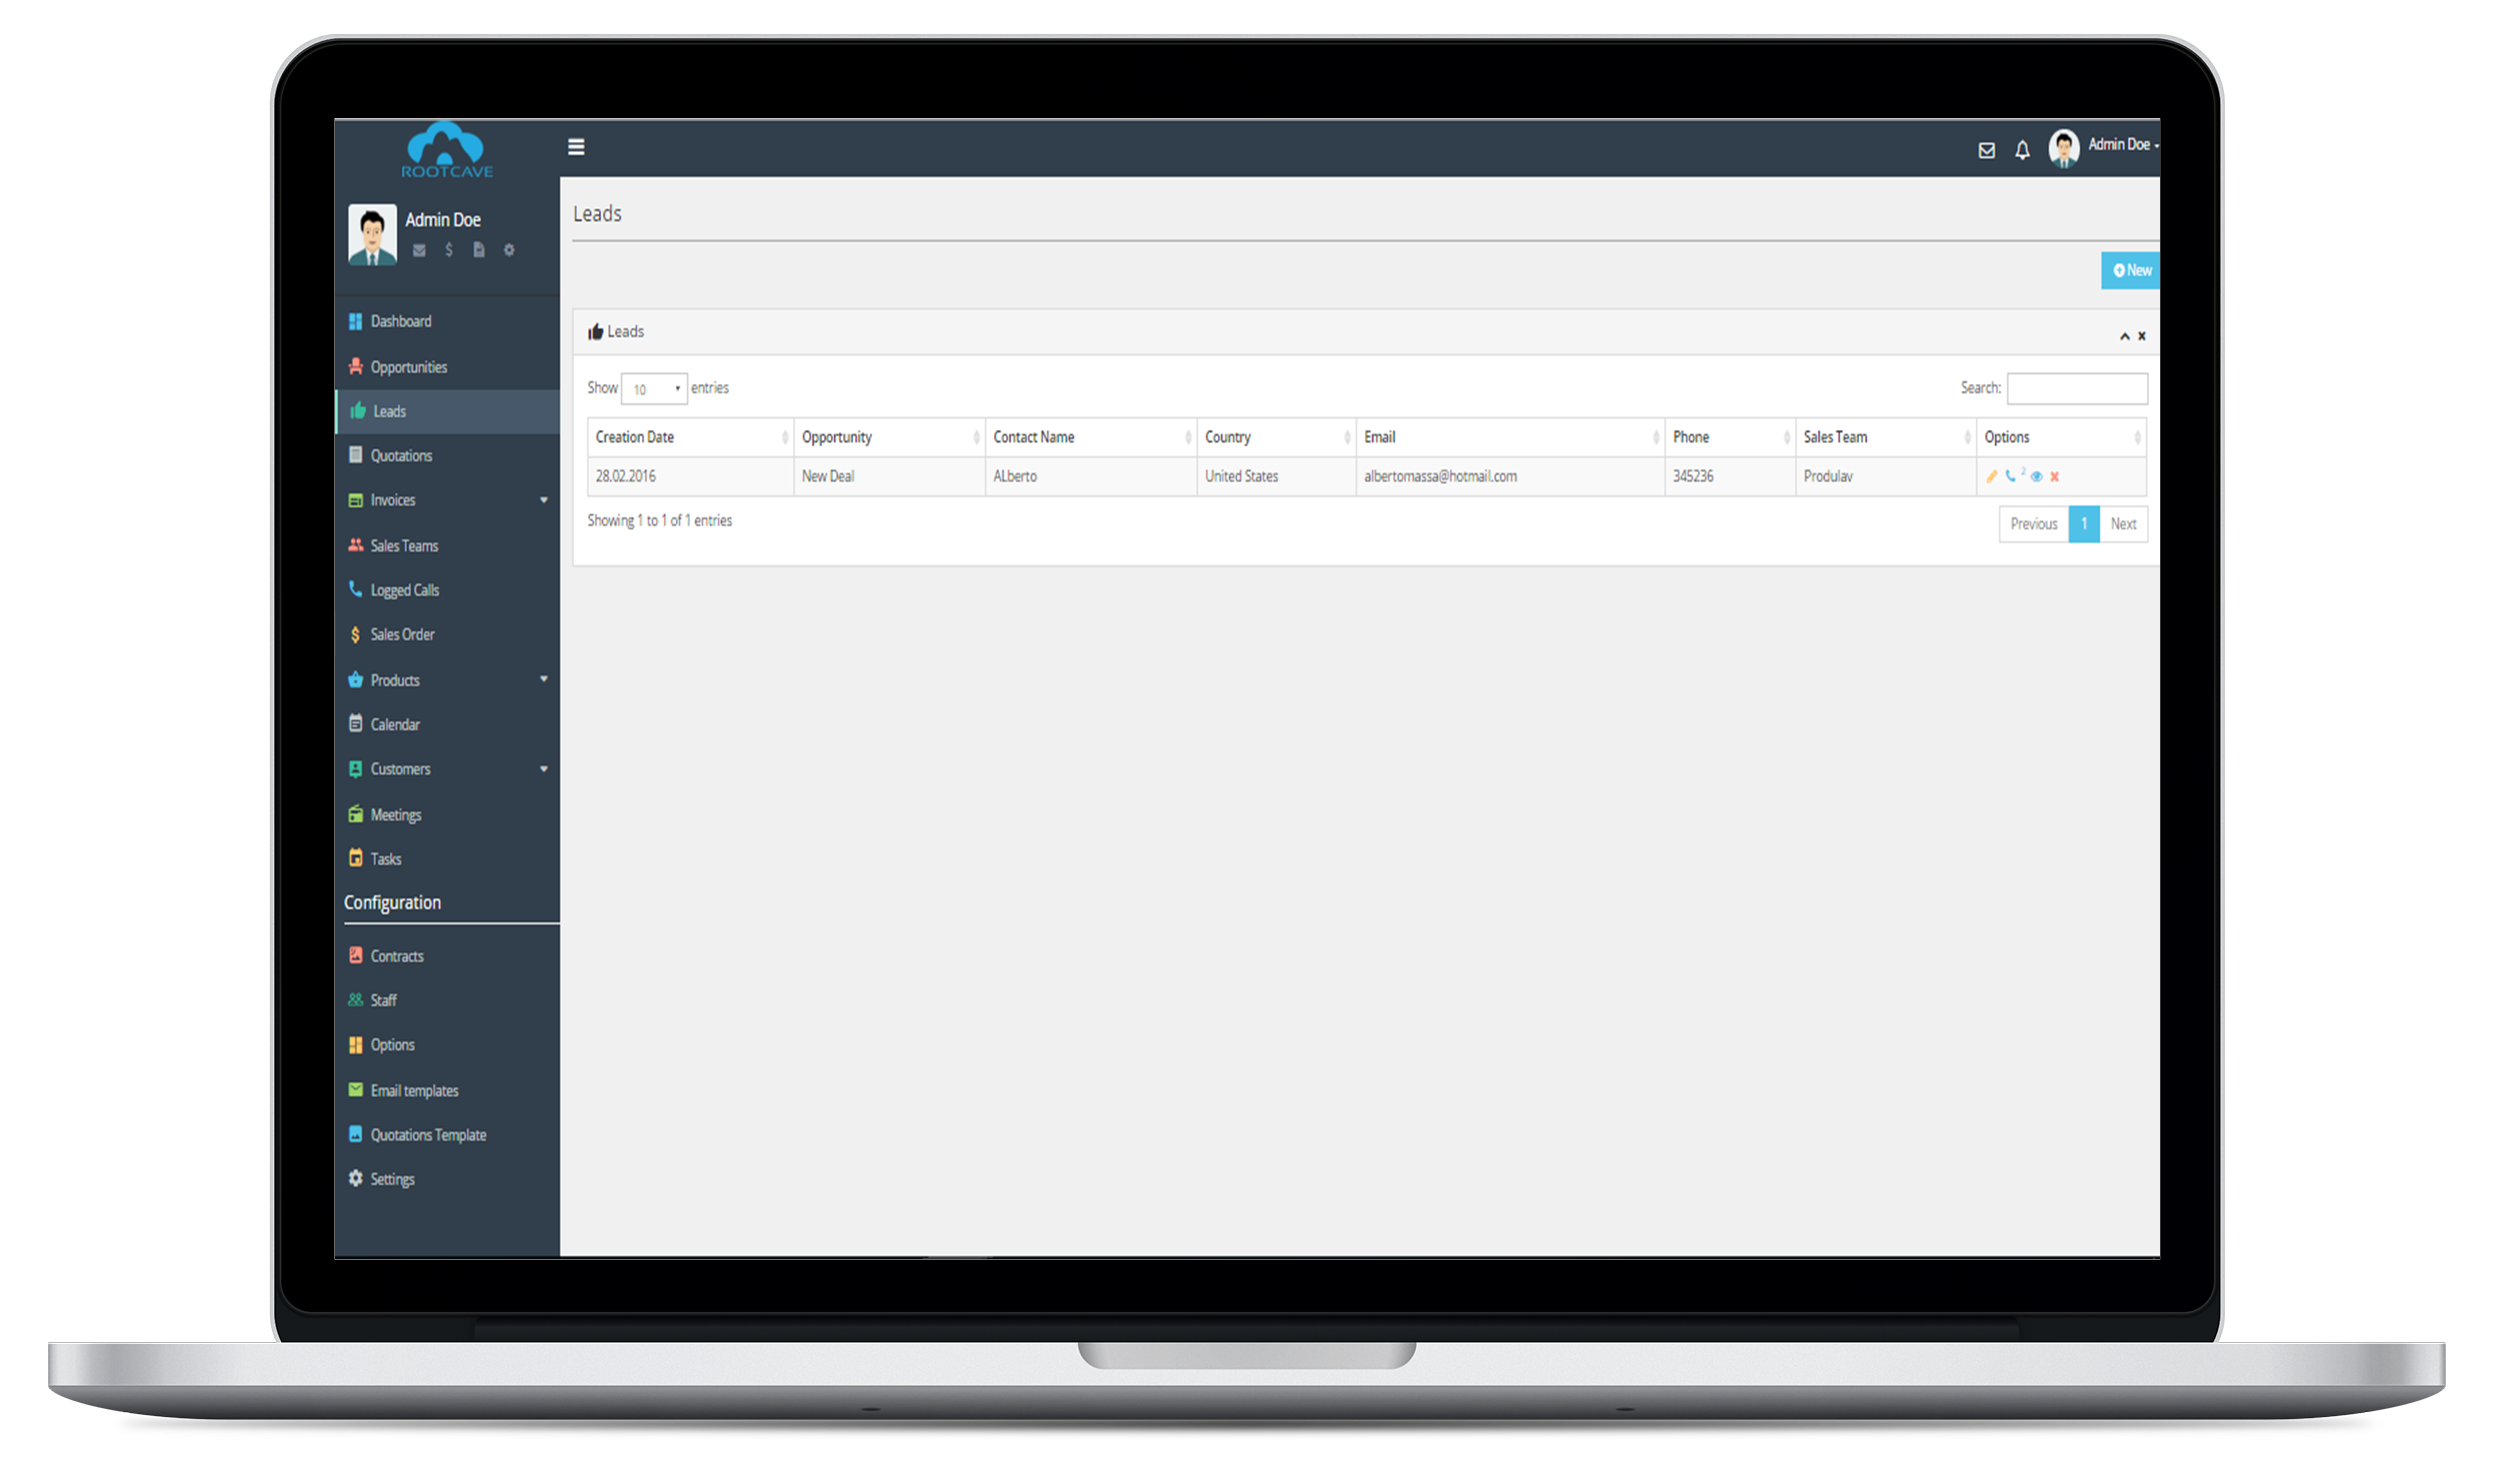 ROOTCAVE
Admin Doe
Admin Doe
Dashboard
Opportunities
Leads
Quotations
Invoices
Sales Teams
Logged Calls
Sales Order
Products
Calendar
Customers
Meetings
Tasks
Configuration
Contracts
Staff
Options
Email templates
Quotations Template
Settings
Leads
New
Leads
Show 10 entries
Search:
Creation Date Opportunity Contact Name Country Email Phone Sales Team Options
28.02.2016 New Deal ALberto United States albertomassa@hotmail.com 345236 Produlav 2
Showing 1 to 1 of 1 entries
Previous 1 Next